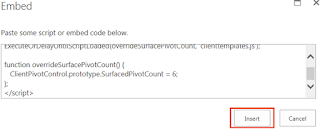 Embed
Paste some script or embed code below.
ExecuteOrDelayUntilScriptLoaded(overrideSurfacePivotCount, "clienttemplates.js");
function overrideSurfacePivotCount() {
ClientPivotControl.prototype.SurfacedPivotCount = 6;
};
</script>
Insert
Cancel